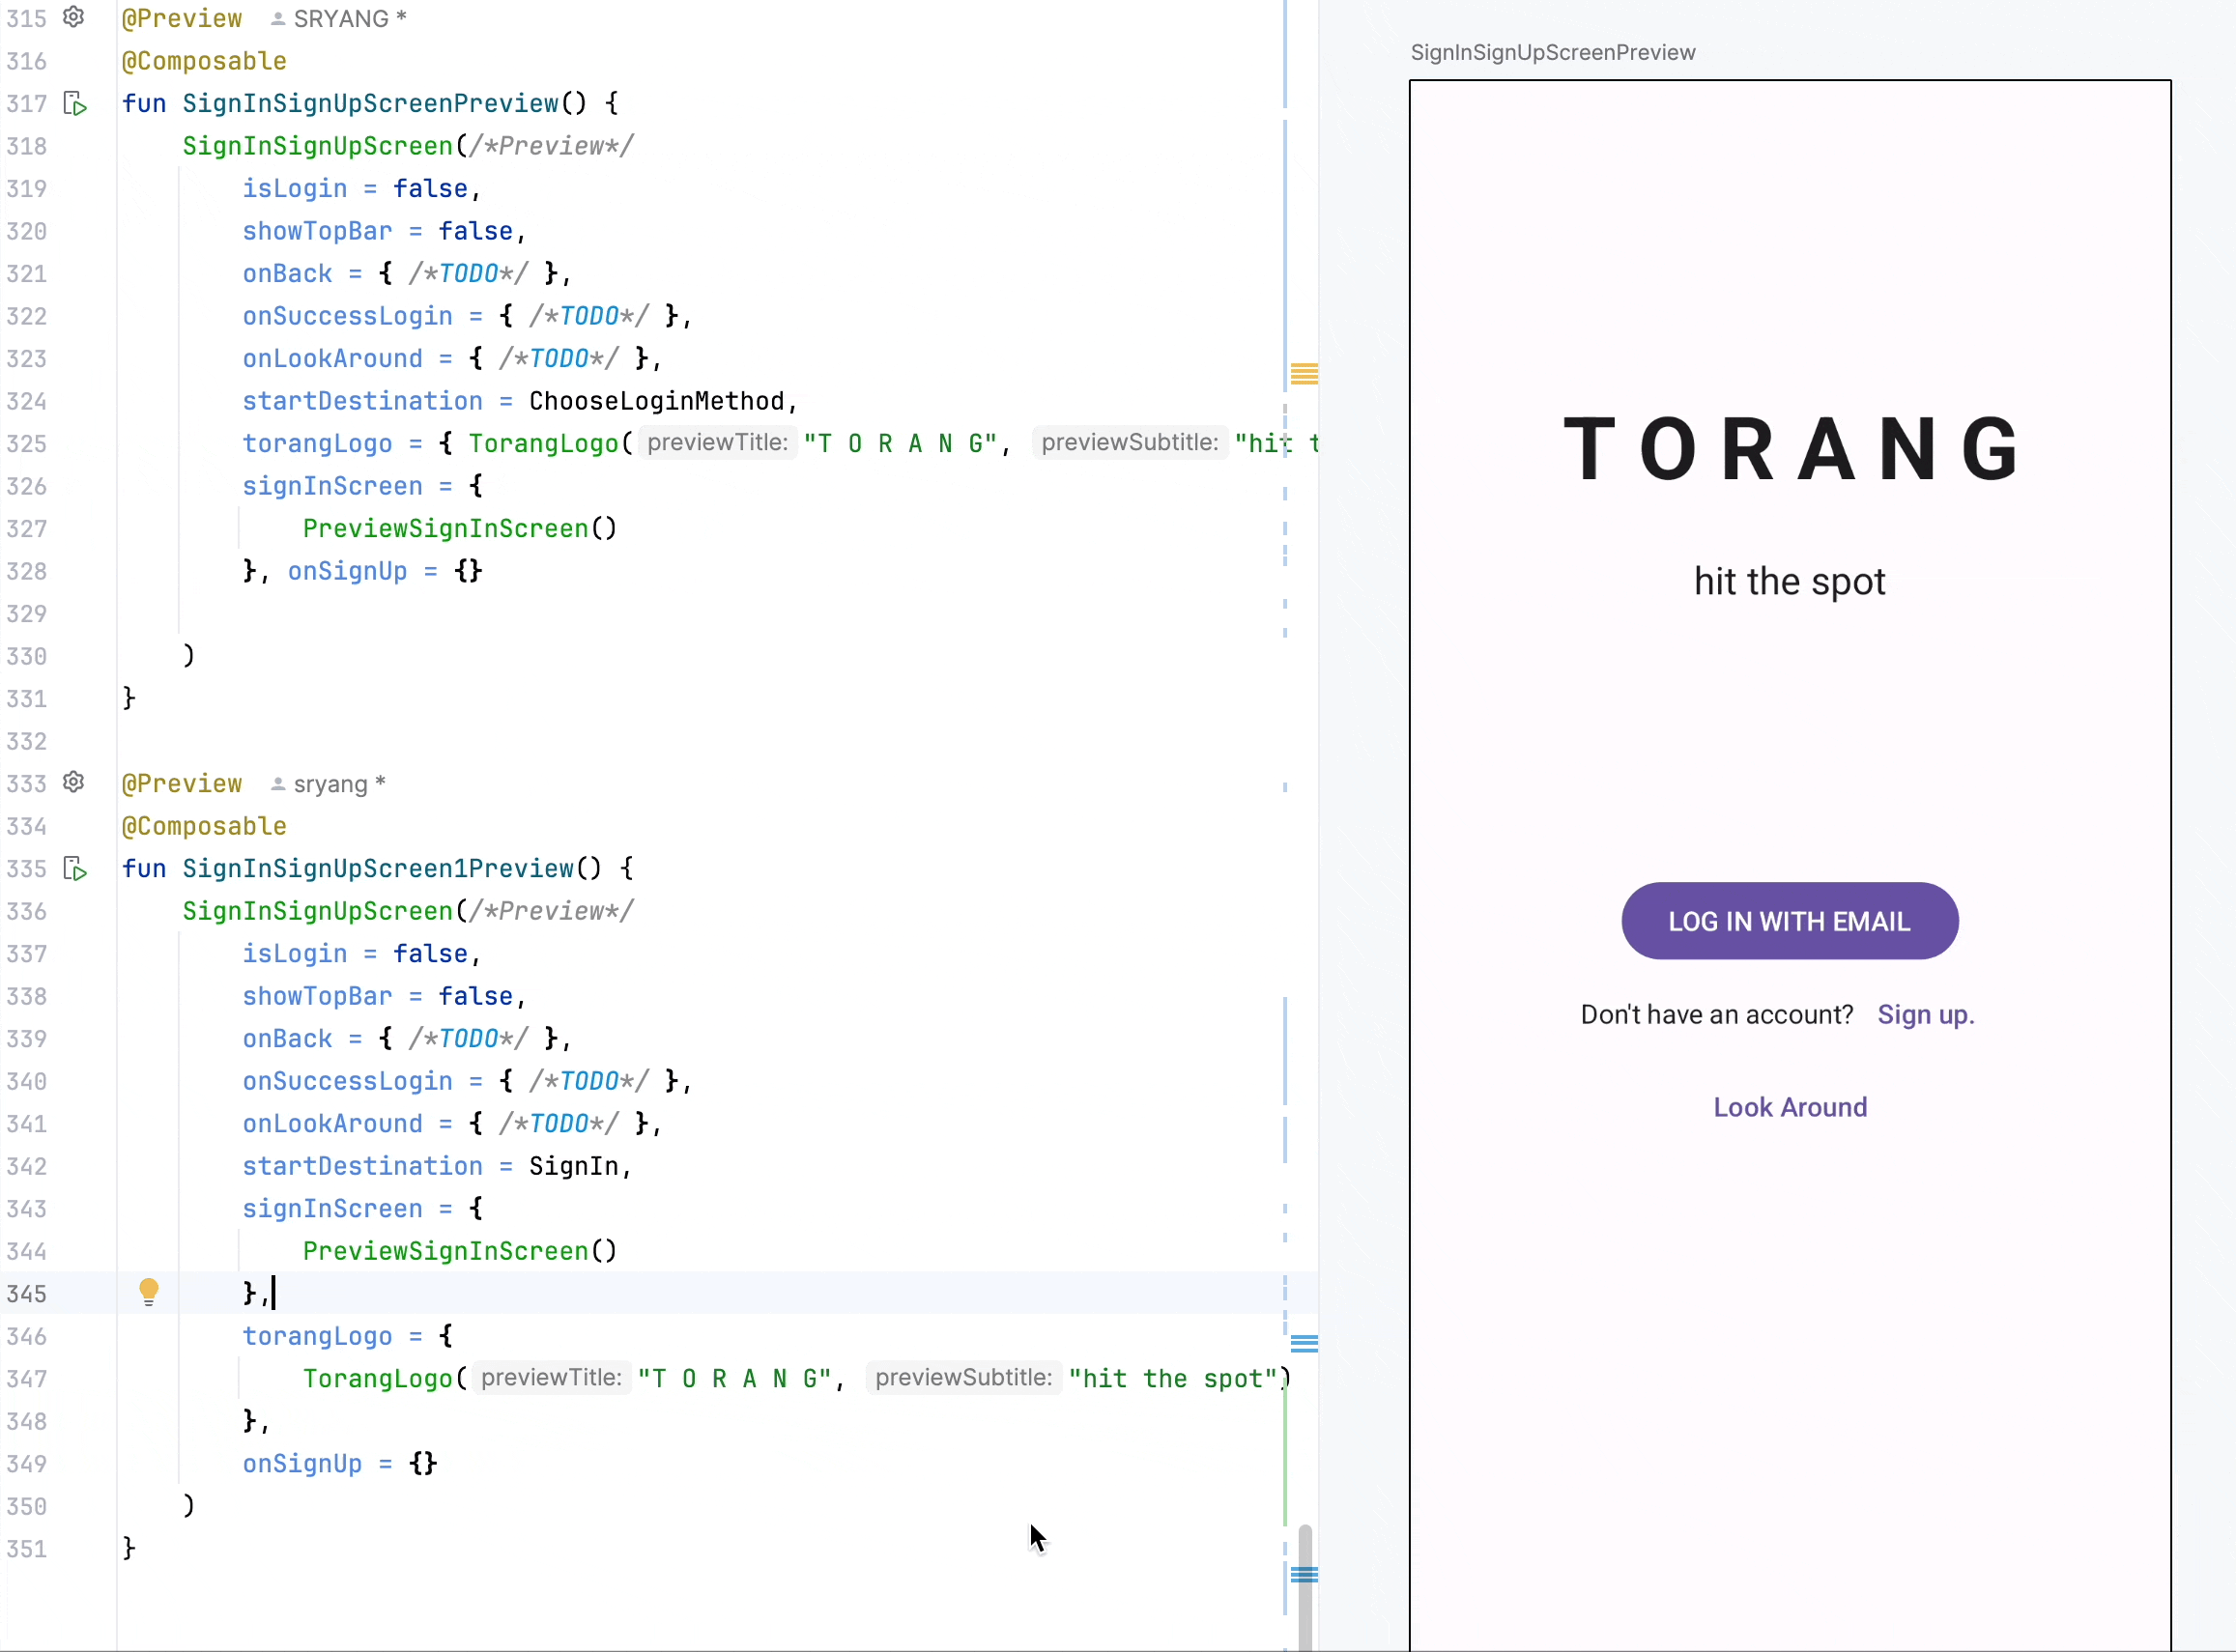 315 @Preview SRYANG *
316 @Composable
317 fun SignInSignUpScreenPreview() {
318 SignInSignUpScreen(/*Preview*/
319 isLogin = false,
320 showTopBar = false,
321 onBack = { /*TODO*/ },
322 onSuccessLogin = { /*TODO*/ },
323 onLookAround = { /*TODO*/ },
324 startDestination = ChooseLoginMethod,
325 torangLogo = { TorangLogo( previewTitle: "T O R A N G", previewSubtitle: "hit t
326 signInScreen = {
327 PreviewSignInScreen()
328 }, onSignUp = {}
329
330 )
331 }
332
333 @Preview sryang *
334 @Composable
335 fun SignInSignUpScreen1Preview() {
336 SignInSignUpScreen(/*Preview*/
337 isLogin = false,
338 showTopBar = false,
339 onBack = { /*TODO*/ },
340 onSuccessLogin = { /*TODO*/ },
341 onLookAround = { /*TODO*/ },
342 startDestination = SignIn,
343 signInScreen = {
344 PreviewSignInScreen()
345 },
346 torangLogo = {
347 TorangLogo( previewTitle: "T O R A N G", previewSubtitle: "hit the spot")
348 },
349 onSignUp = {}
350 )
351 }
SignInSignUpScreenPreview
T O R A N G
hit the spot
LOG IN WITH EMAIL
Don't have an account? Sign up.
Look Around